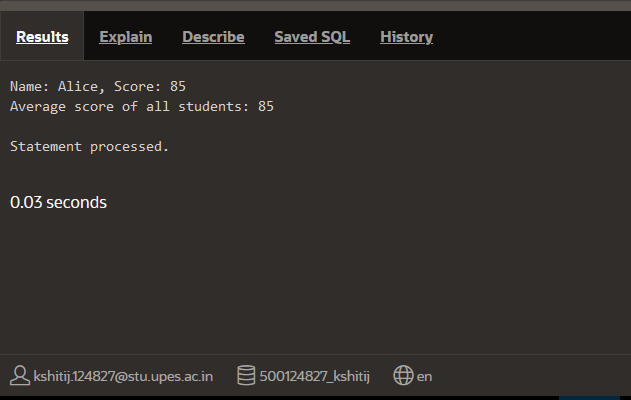 Results Explain Describe Saved SQL History
Name: Alice, Score: 85
Average score of all students: 85
Statement processed.
0.03 seconds
kshitij.124827@stu.upes.ac.in 500124827_kshitij en